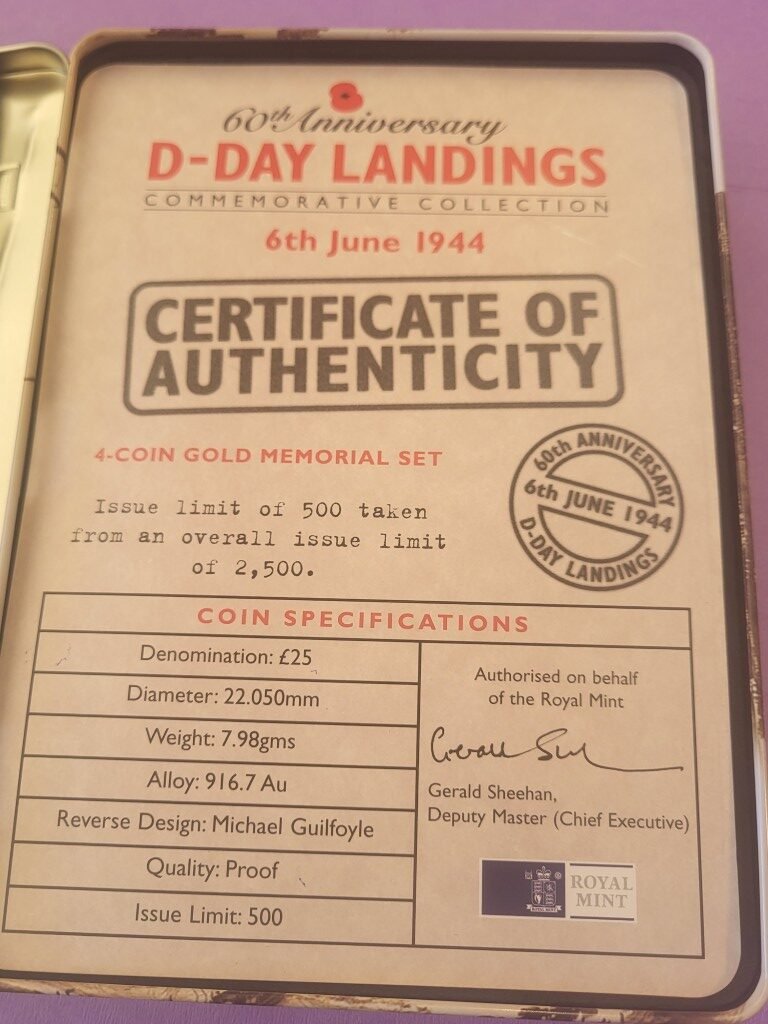 60th Anniversary
D-DAY LANDINGS
COMMEMORATIVE COLLECTION
6th June 1944
CERTIFICATE OF
AUTHENTICITY
4-COIN GOLD MEMORIAL SET
Issue limit of 500 taken
from an overall issue limit
of 2,500.
60th ANNIVERSARY
6th JUNE 1944
D-DAY LANDINGS
COIN SPECIFICATIONS
Denomination: £25
Diameter: 22.050mm
Weight: 7.98gms
Alloy: 916.7 Au
Reverse Design: Michael Guilfoyle
Quality: Proof
Issue Limit: 500
Authorised on behalf
of the Royal Mint
Gerald Sheehan,
Deputy Master (Chief Executive)
ROYAL MINT
®
ROYAL
MINT